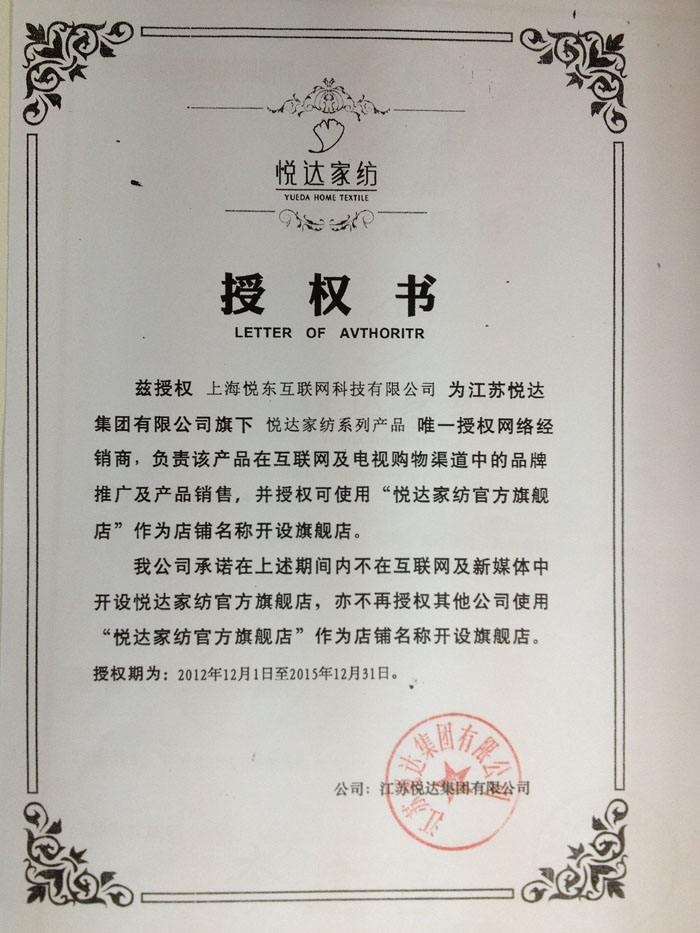 悦达家纺
YUEDA HOME TEXTILE
授权书
LETTER OF AVTHORITR
兹授权 上海悦东互联网科技有限公司 为江苏悦达
集团有限公司旗下 悦达家纺系列产品 唯一授权网络经
销商，负责该产品在互联网及电视购物渠道中的品牌
推广及产品销售，并授权可使用“悦达家纺官方旗舰
店”作为店铺名称开设旗舰店。
我公司承诺在上述期间内不在互联网及新媒体中
开设悦达家纺官方旗舰店，亦不再授权其他公司使用
“悦达家纺官方旗舰店”作为店铺名称开设旗舰店。
授权期为：2012年12月1日至2015年12月31日。
江苏悦达集团有限公司
公司：江苏悦达集团有限公司